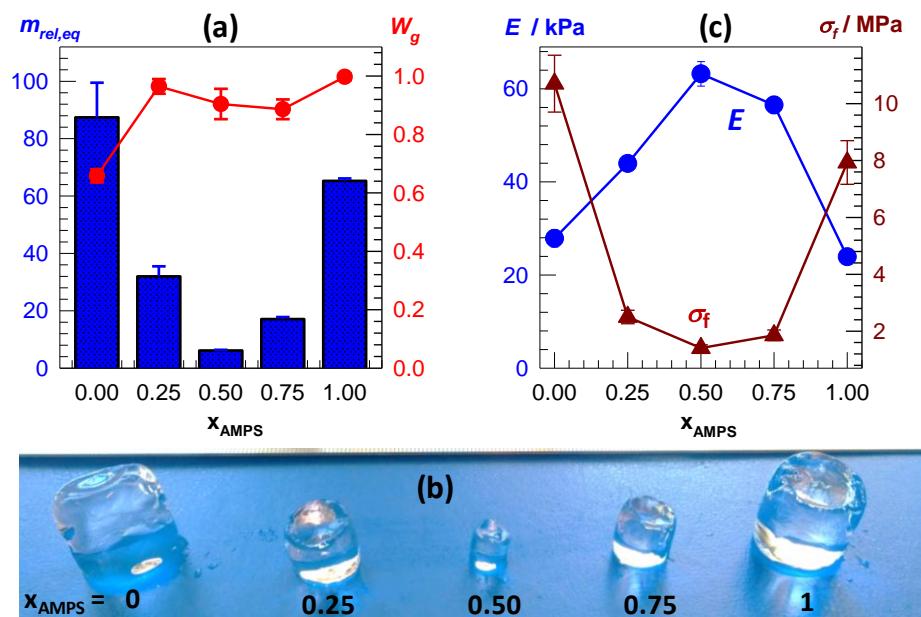 m_rel,eq (a) W_g
100
80
60
40
20
0
1.0
0.8
0.6
0.4
0.2
0.0
0.00 0.25 0.50 0.75 1.00
x_AMPS
E / kPa (c) σ_f / MPa
60
40
20
0
10
8
6
4
2
E
σ_f
0.00 0.25 0.50 0.75 1.00
x_AMPS
(b)
x_AMPS = 0 0.25 0.50 0.75 1